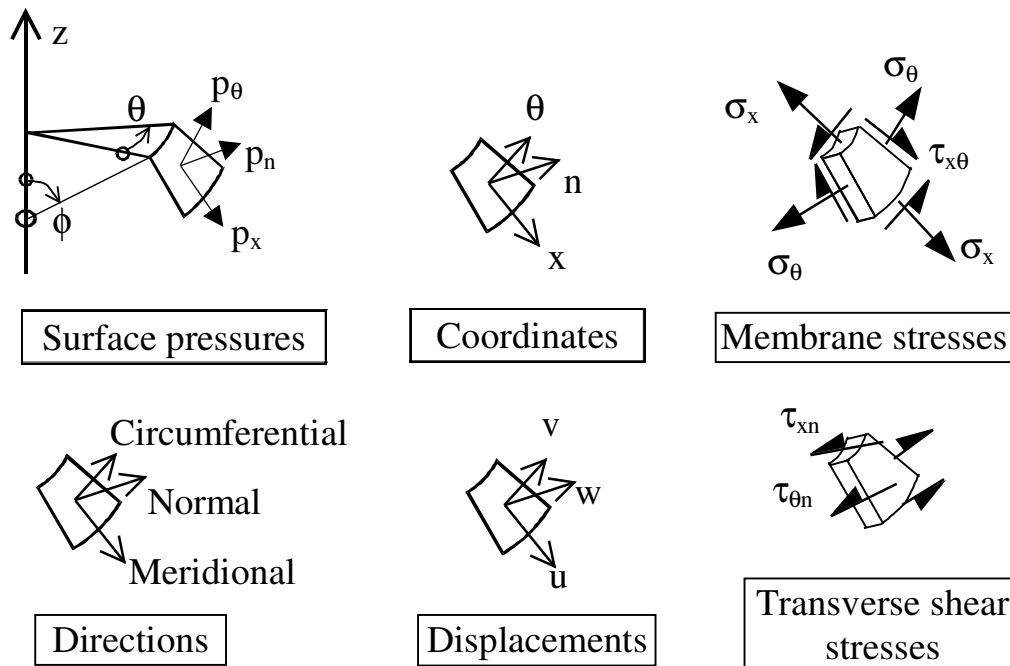 z
θ
pθ
pn
px
ϕ
Surface pressures
θ
n
x
Coordinates
σθ
σx
τxθ
σθ
σx
Membrane stresses
Circumferential
Normal
Meridional
Directions
v
w
u
Displacements
τxn
τθn
Transverse shear
stresses